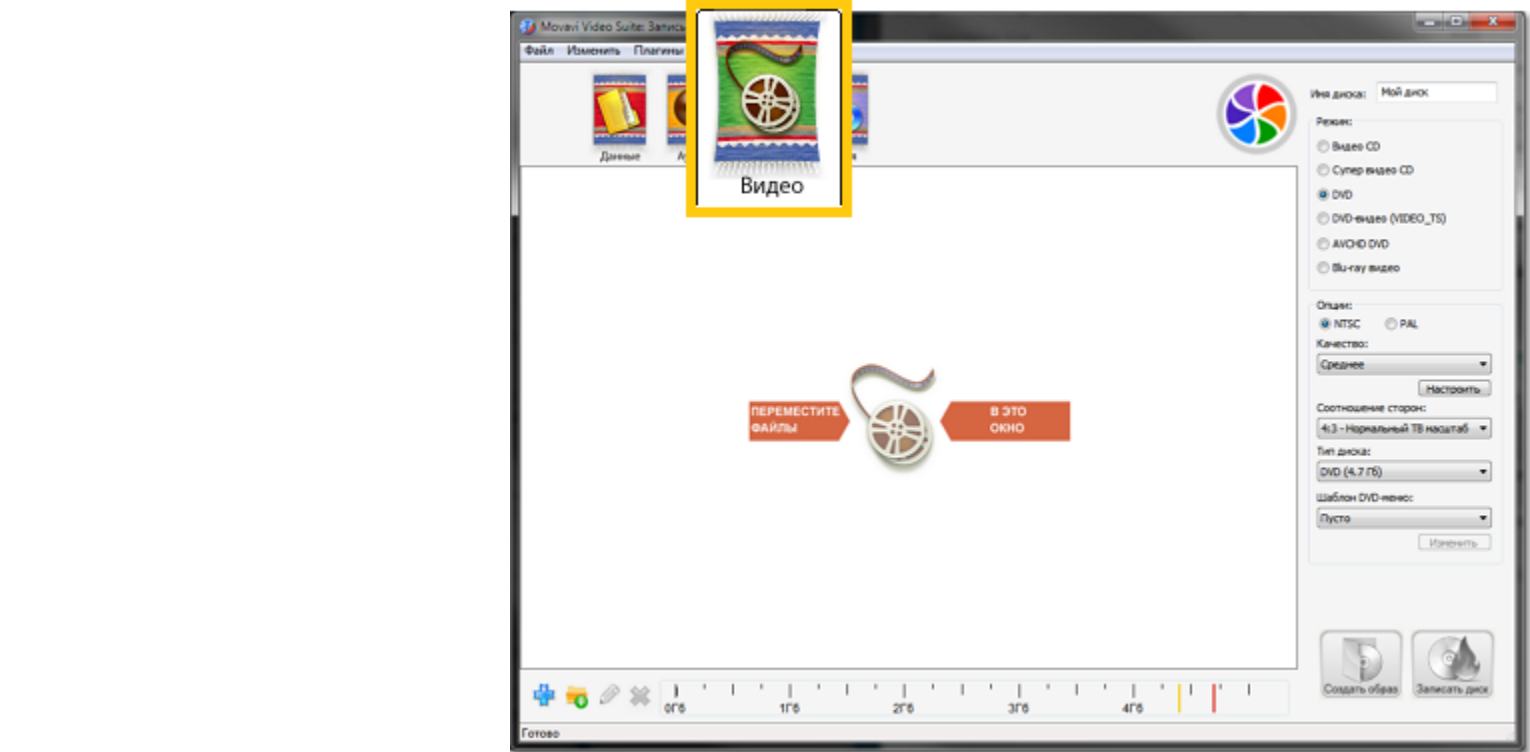 Movavi Video Suite: Запись
Файл Изменить Плагины
Данные
Видео
Имя диска: Мой диск
Режим:
Видео CD
Супер видео CD
DVD
DVD-видео (VIDEO_TS)
AVCHD DVD
Blu-ray видео
Опции:
NTSC PAL
Качество:
Среднее
Настроить
Соотношение сторон:
4:3 - Нормальный ТВ масштаб
Тип диска:
DVD (4.7 Гб)
Шаблон DVD-меню:
Пусто
Изменить
ПЕРЕМЕСТИТЕ
ФАЙЛЫ
В ЭТО
ОКНО
Создать образ Записать диск
0Гб 1Гб 2Гб 3Гб 4Гб
Готово